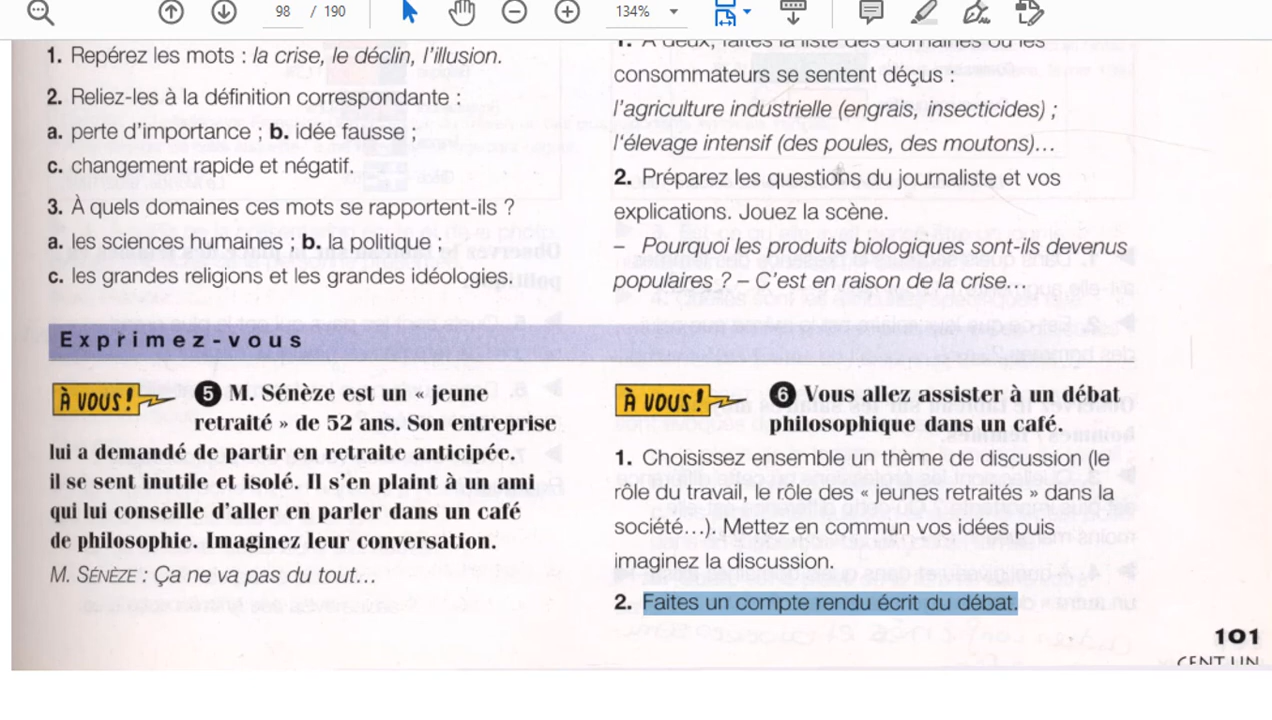 98 / 190
134%
1. Repérez les mots : la crise, le déclin, l'illusion.
2. Reliez-les à la définition correspondante :
a. perte d'importance ; b. idée fausse ;
c. changement rapide et négatif.
3. À quels domaines ces mots se rapportent-ils ?
a. les sciences humaines ; b. la politique ;
c. les grandes religions et les grandes idéologies.
1. À deux, faites la liste des domaines où les
consommateurs se sentent déçus :
l'agriculture industrielle (engrais, insecticides) ;
l'élevage intensif (des poules, des moutons)...
2. Préparez les questions du journaliste et vos
explications. Jouez la scène.
– Pourquoi les produits biologiques sont-ils devenus
populaires ? – C'est en raison de la crise...
Exprimez-vous
À VOUS !
5 M. Sénèze est un « jeune
retraité » de 52 ans. Son entreprise
lui a demandé de partir en retraite anticipée.
il se sent inutile et isolé. Il s'en plaint à un ami
qui lui conseille d'aller en parler dans un café
de philosophie. Imaginez leur conversation.
M. SÉNÈZE : Ça ne va pas du tout...
À VOUS !
6 Vous allez assister à un débat
philosophique dans un café.
1. Choisissez ensemble un thème de discussion (le
rôle du travail, le rôle des « jeunes retraités » dans la
société...). Mettez en commun vos idées puis
imaginez la discussion.
2. Faites un compte rendu écrit du débat.
101
CENT UN